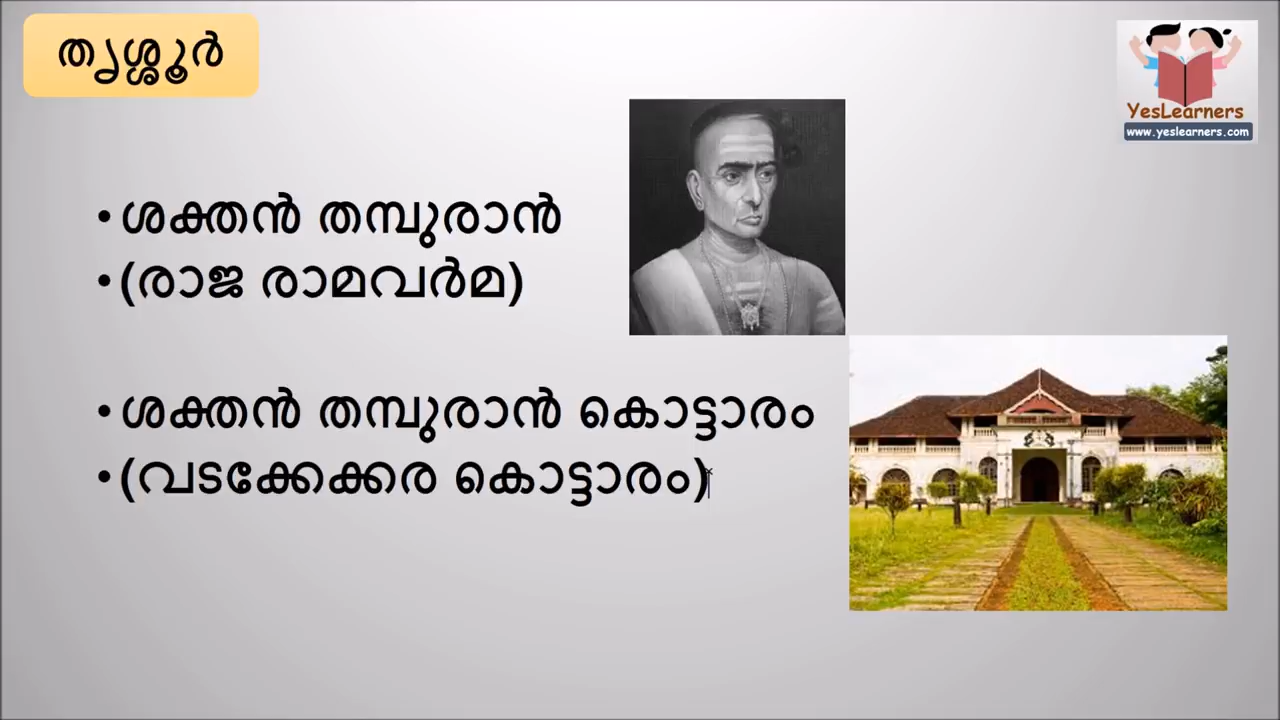 തൃശ്ശൂർ
YesLearners
www.yeslearners.com
•ശക്തൻ തമ്പുരാൻ
•(രാജ രാമവർമ)
•ശക്തൻ തമ്പുരാൻ കൊട്ടാരം
•(വടക്കേക്കര കൊട്ടാരം)